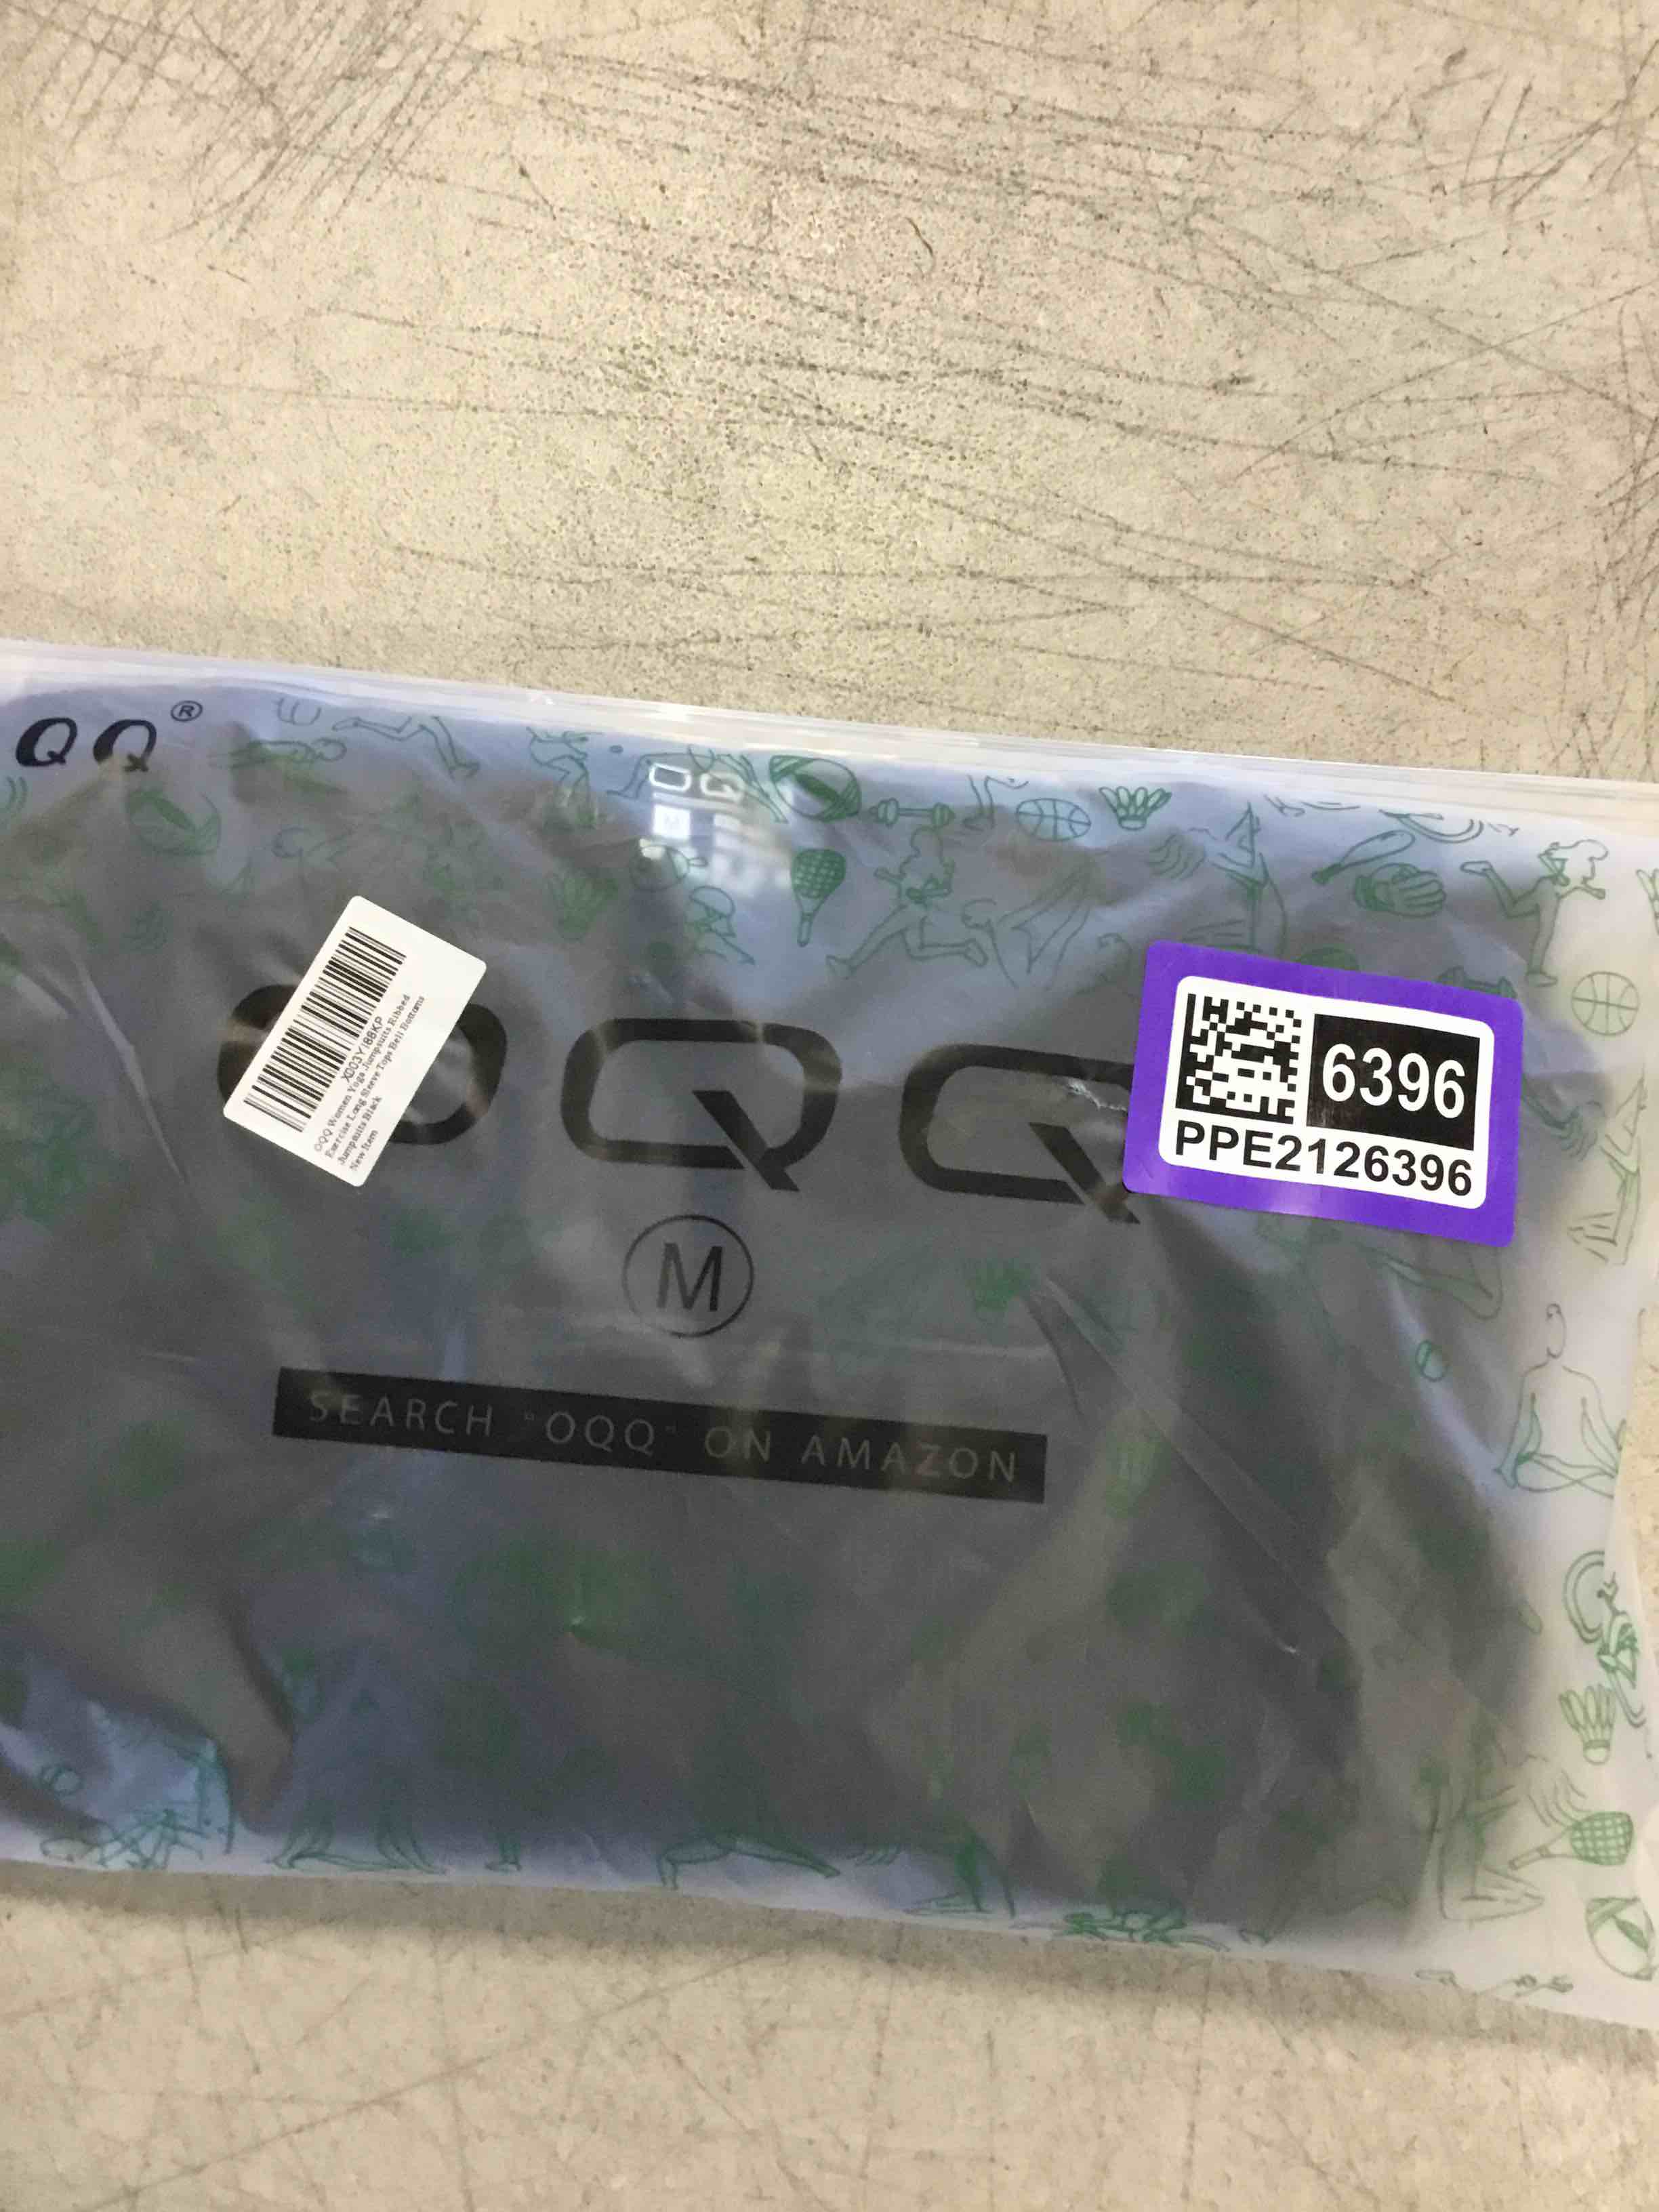 QQ®
OQ
X003YI88KP
OQQ Women Yoga Jumpsuits Ribbed
Exercise Long Sleeve Tops Bell Bottoms
Jumpsuits Black
New Item
OQQ
6396
PPE2126396
M
SEARCH "OQQ" ON AMAZON